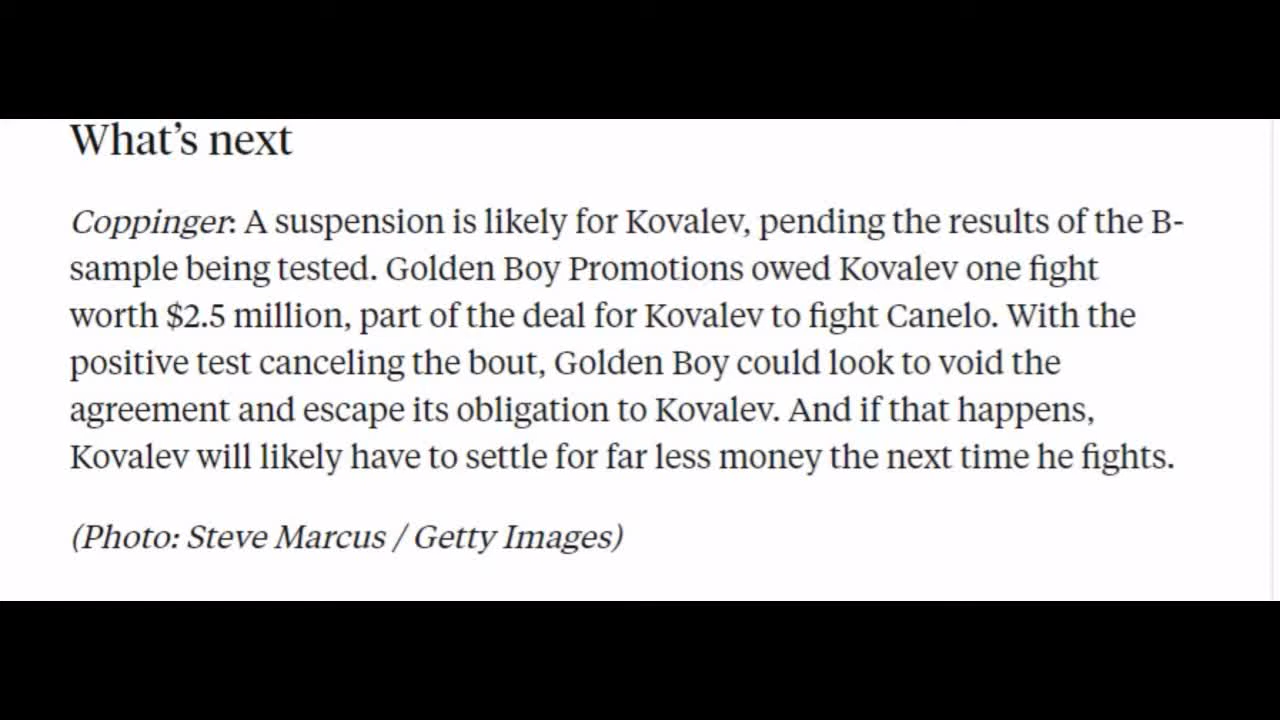 What’s next
Coppinger: A suspension is likely for Kovalev, pending the results of the B-
sample being tested. Golden Boy Promotions owed Kovalev one fight
worth $2.5 million, part of the deal for Kovalev to fight Canelo. With the
positive test canceling the bout, Golden Boy could look to void the
agreement and escape its obligation to Kovalev. And if that happens,
Kovalev will likely have to settle for far less money the next time he fights.
(Photo: Steve Marcus / Getty Images)